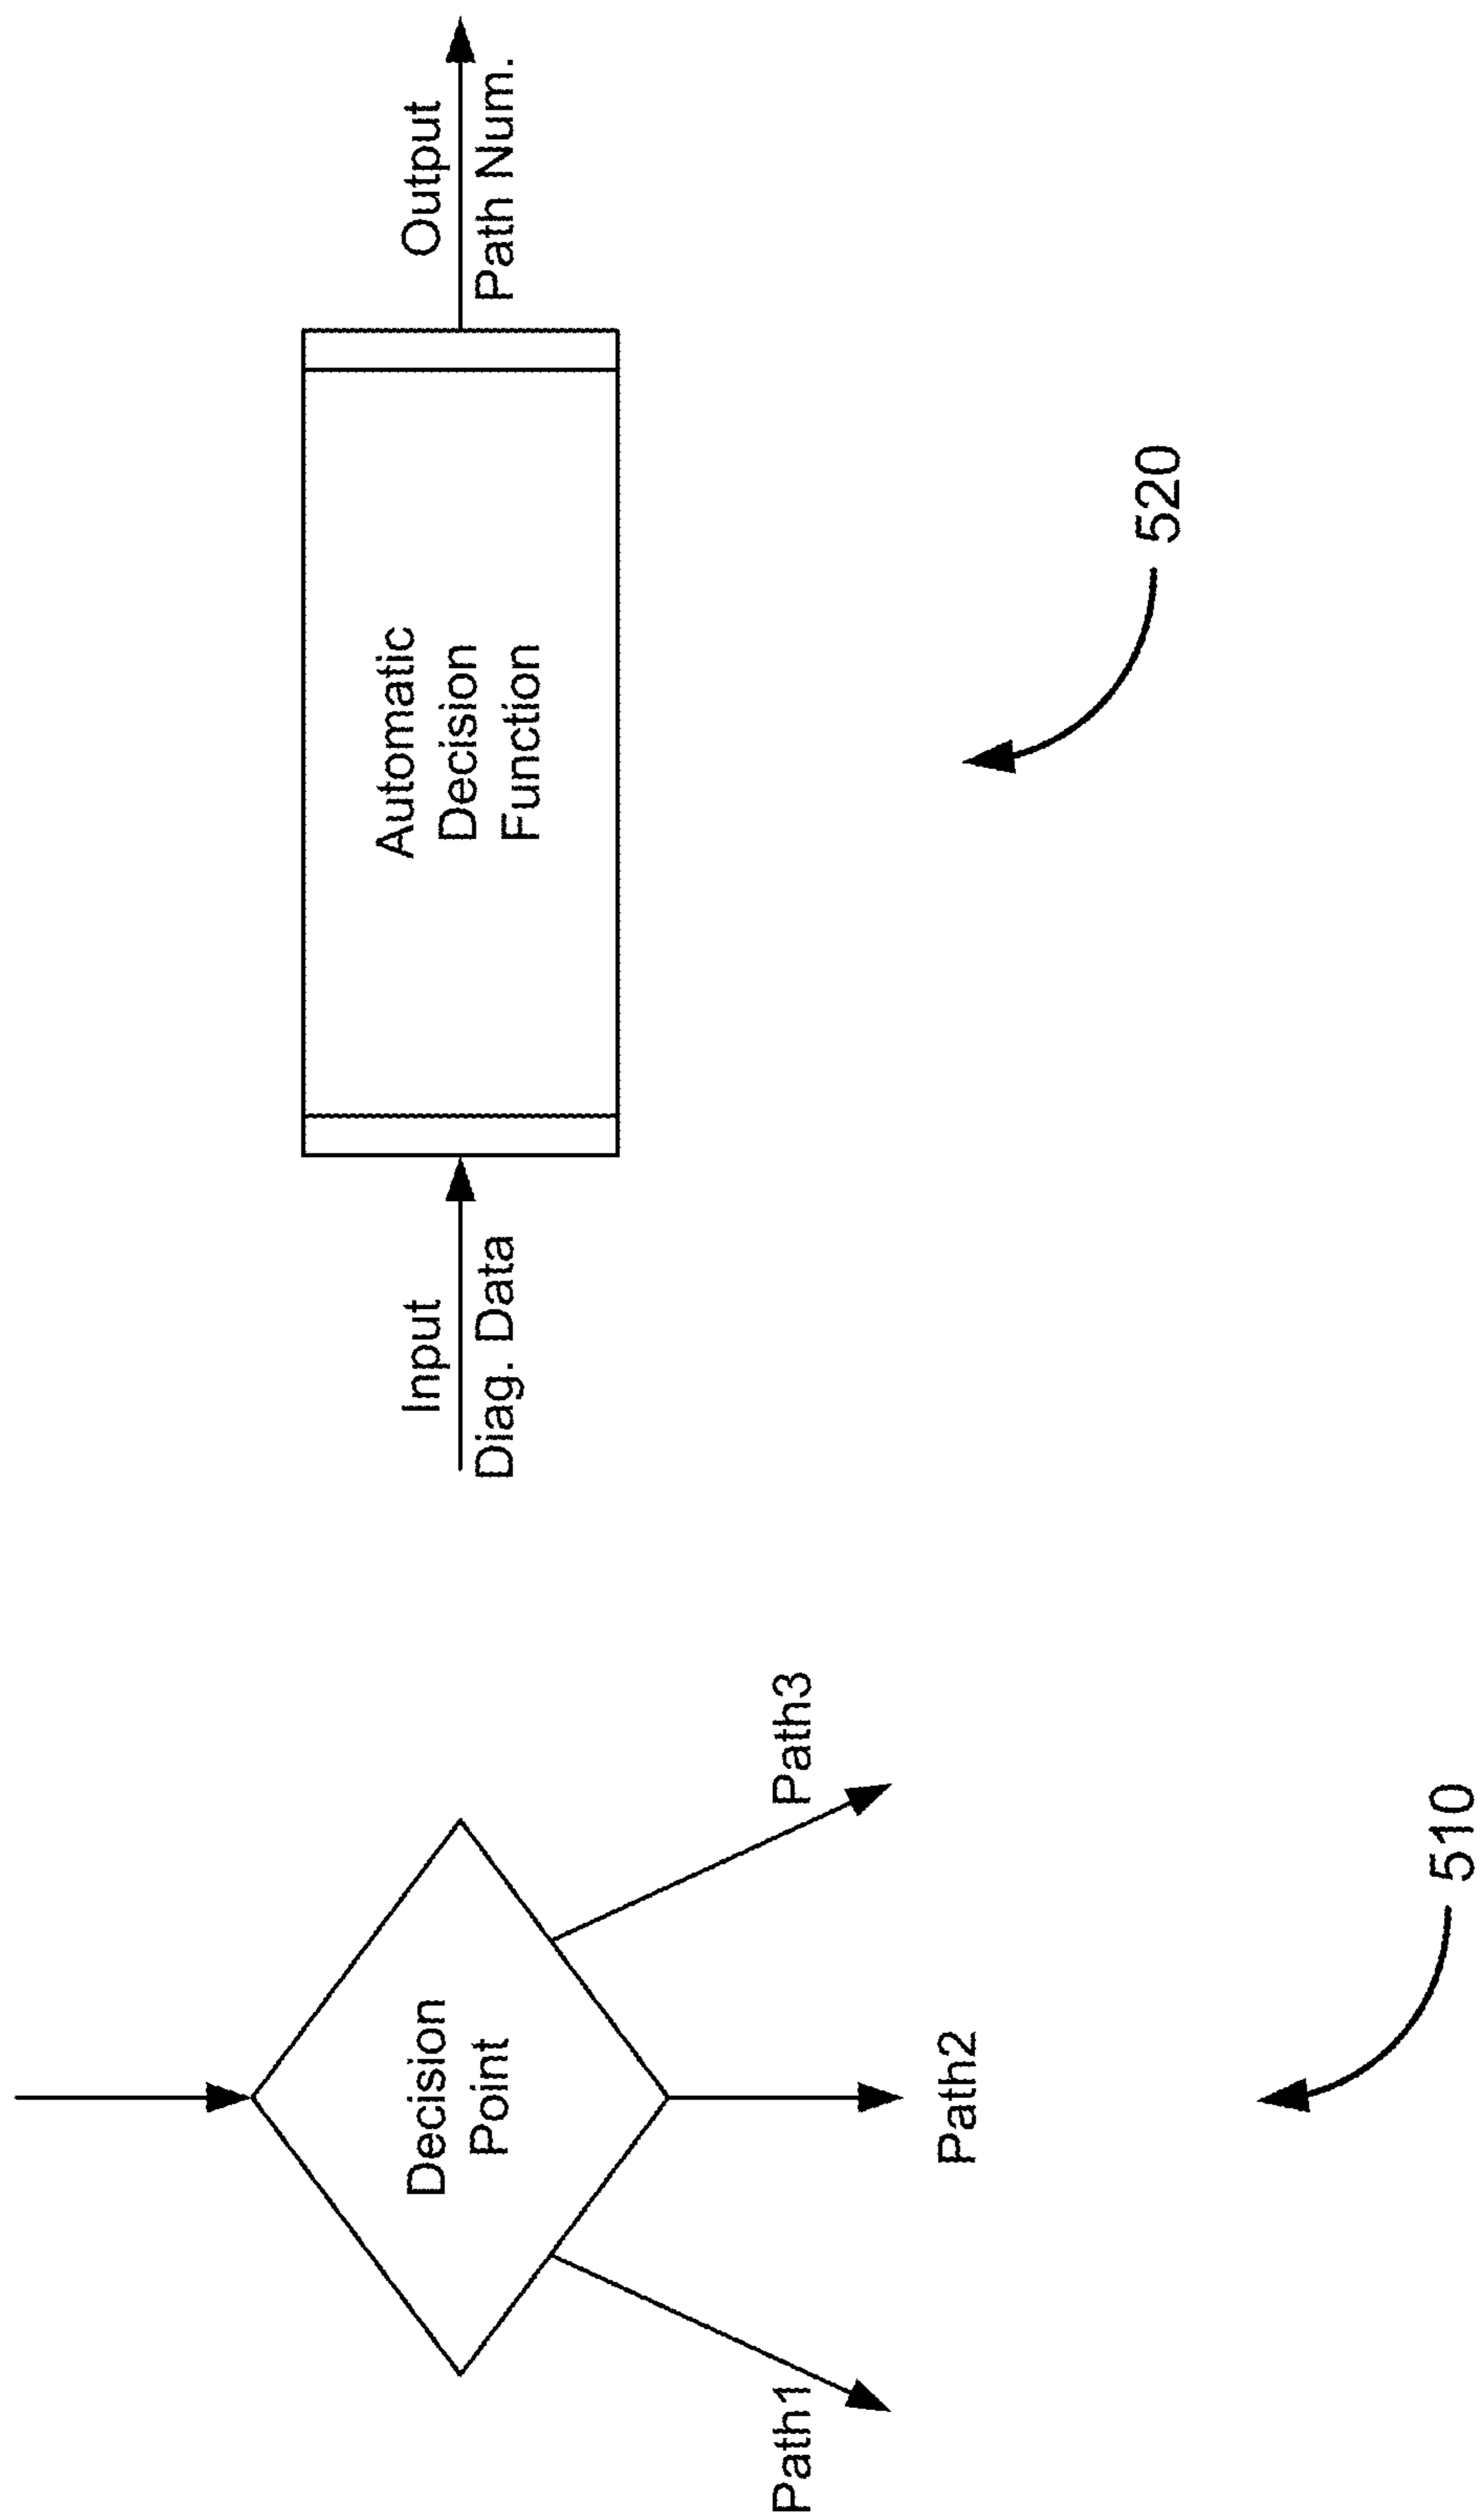 Decision
Point
Path1
Path2
Path3
510
Input
Diag. Data
Automatic
Decision
Function
Output
Path Num.
520